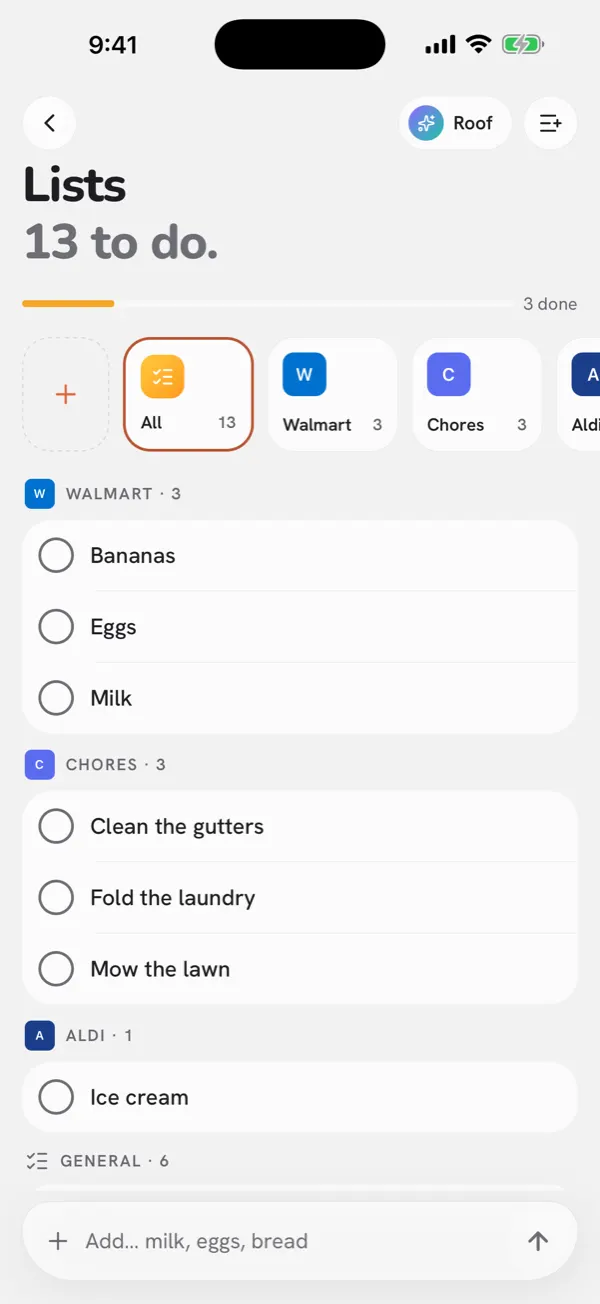 9:41
Roof
Lists
13 to do.
3 done
All 13
W
Walmart 3
C
Chores 3
A
Aldi
W WALMART · 3
Bananas
Eggs
Milk
C CHORES · 3
Clean the gutters
Fold the laundry
Mow the lawn
A ALDI · 1
Ice cream
GENERAL · 6
Add... milk, eggs, bread